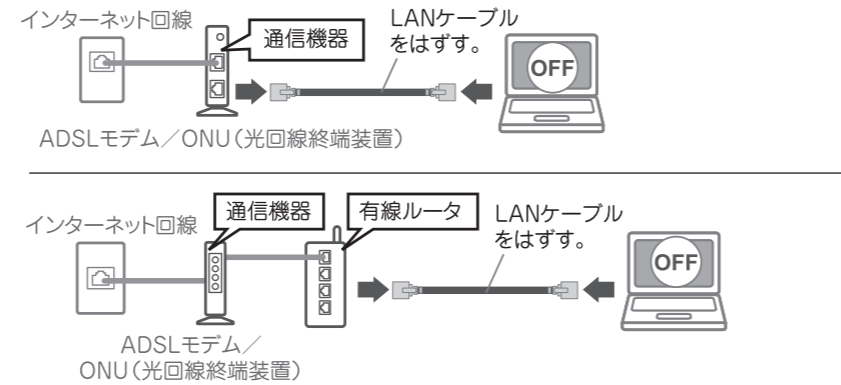 インターネット回線
通信機器
LANケーブル
をはずす。
OFF
ADSLモデム／ONU（光回線終端装置）
インターネット回線
通信機器
有線ルータ
LANケーブル
をはずす。
OFF
ADSLモデム／
ONU（光回線終端装置）